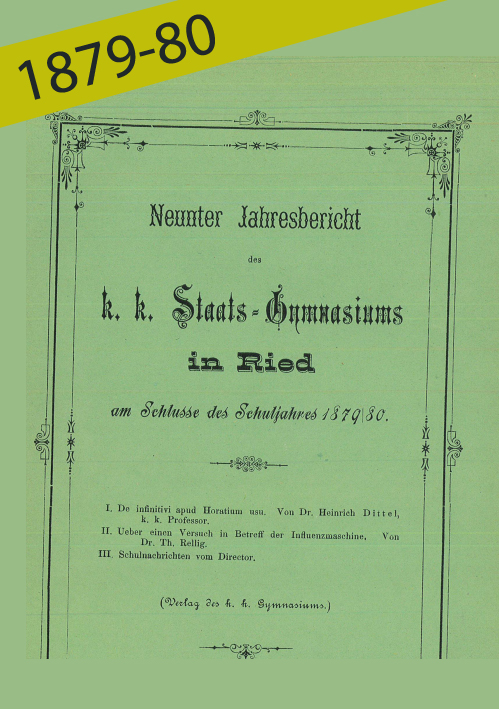 1879-80
Neunter Jahresbericht
des
k. k. Staats-Gymnasiums
in Ried
am Schlusse des Schuljahres 1879|80.
I. De infinitivi apud Horatium usu. Von Dr. Heinrich Dittel,
k. k. Professor.
II. Ueber einen Versuch in Betreff der Influenzmaschine, Von
Dr. Th. Rellig.
III. Schulnachrichten vom Director.
(Verlag des k. k. Gymnasiums.)